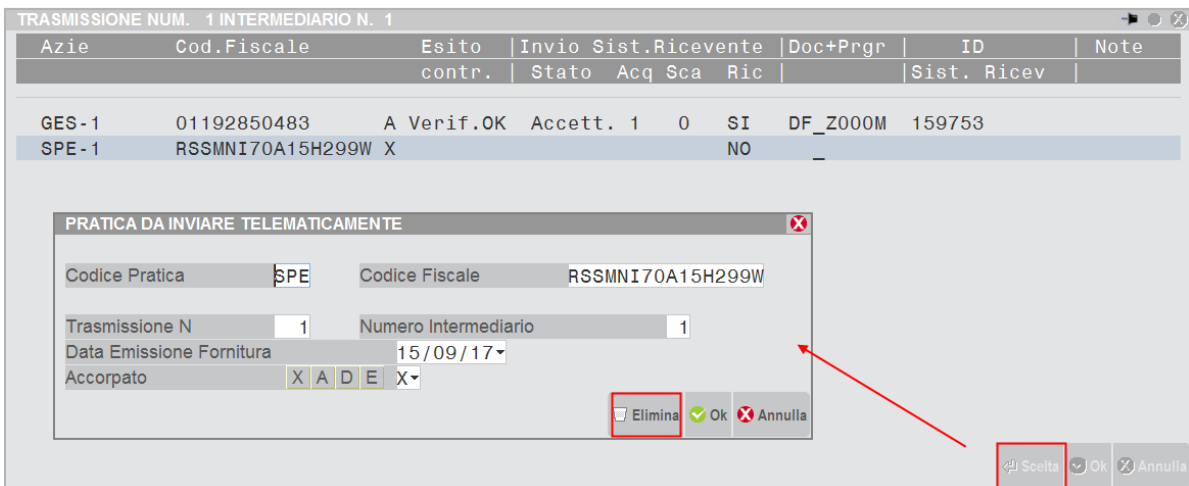 TRASMISSIONE NUM. 1 INTERMEDIARIO N. 1
Azie Cod.Fiscale Esito |Invio Sist.Ricevente |Doc+Prgr | ID | Note
contr. | Stato Acq Sca Ric | |Sist. Ricev |
GES-1 01192850483 A Verif.OK Accett. 1 0 SI DF_Z000M 159753
SPE-1 RSSMNI70A15H299W X NO _
PRATICA DA INVIARE TELEMATICAMENTE
Codice Pratica SPE Codice Fiscale RSSMNI70A15H299W
Trasmissione N 1 Numero Intermediario 1
Data Emissione Fornitura 15/09/17
Accorpato X A D E X
Elimina Ok Annulla
Scelta Ok Annulla